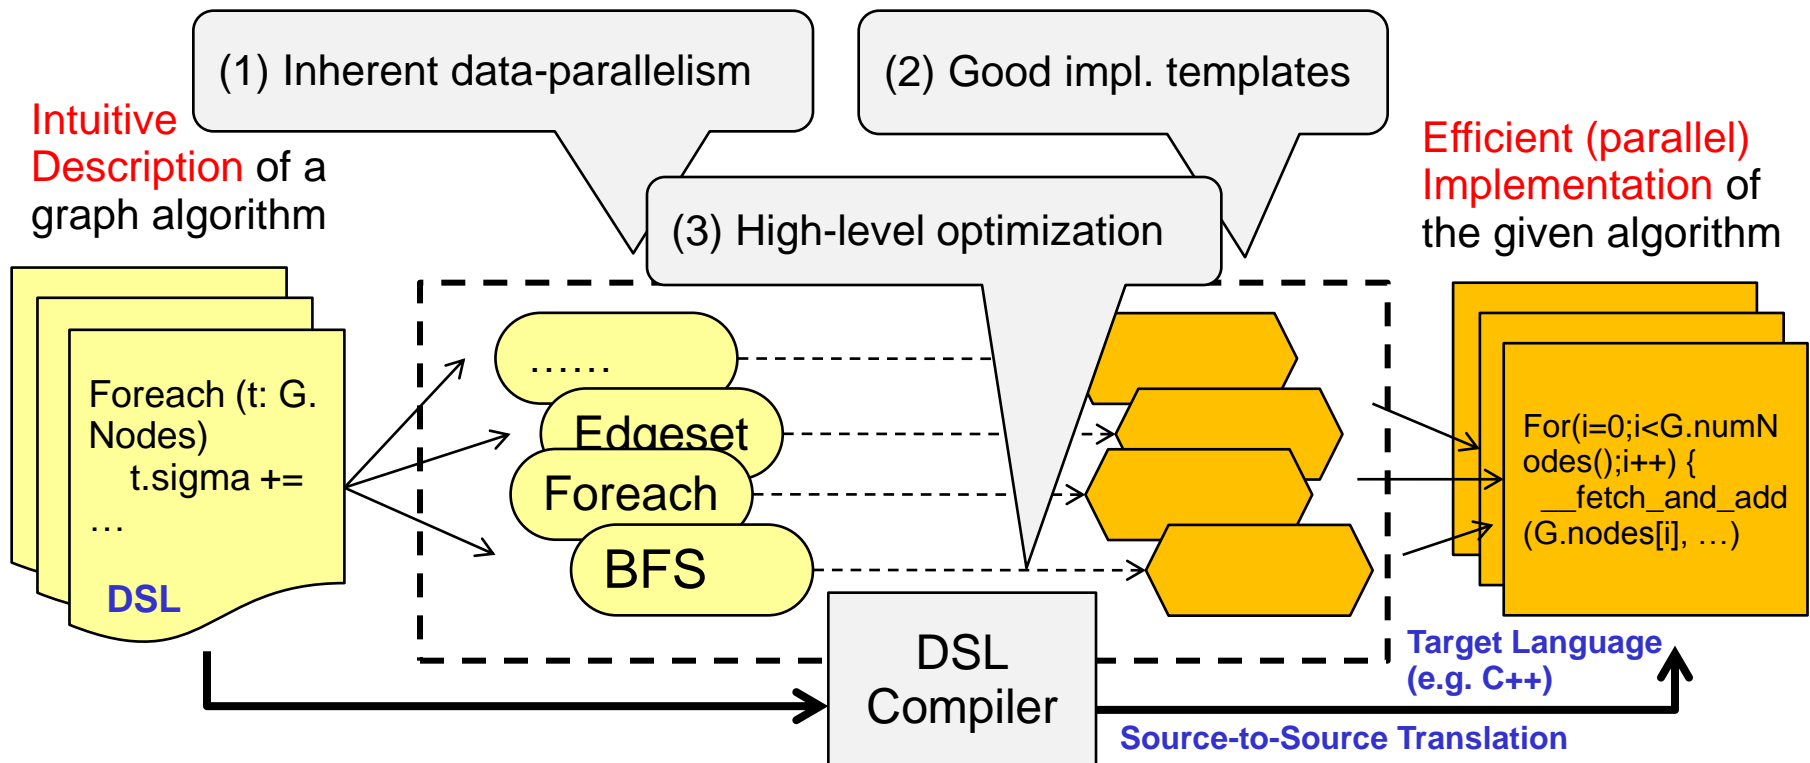 (1) Inherent data-parallelism
(2) Good impl. templates
Intuitive
Description of a
graph algorithm
(3) High-level optimization
Efficient (parallel)
Implementation of
the given algorithm
Foreach (t: G.
Nodes)
t.sigma +=
…
DSL
……
Edgeset
Foreach
BFS
For(i=0;i<G.numN
odes();i++) {
__fetch_and_add
(G.nodes[i], …)
DSL
Compiler
Target Language
(e.g. C++)
Source-to-Source Translation